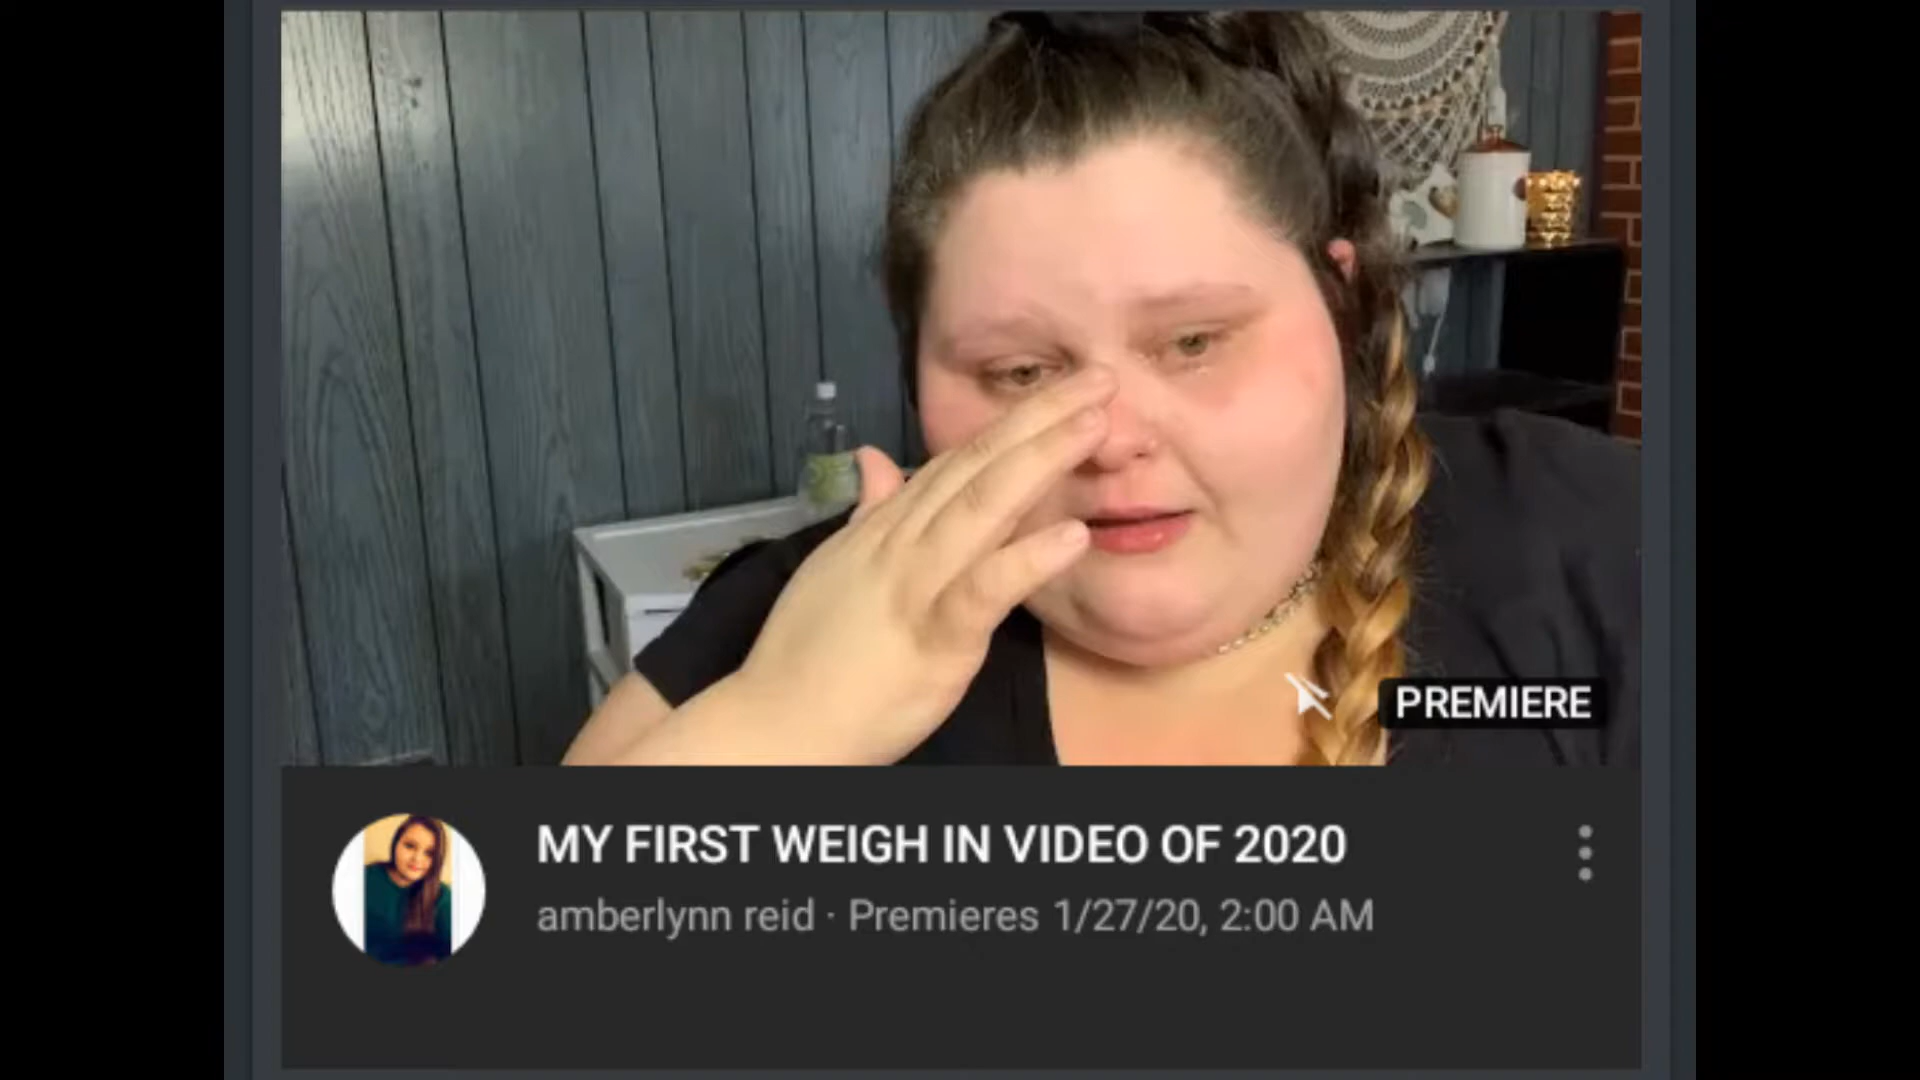 PREMIERE
MY FIRST WEIGH IN VIDEO OF 2020
amberlynn reid · Premieres 1/27/20, 2:00 AM